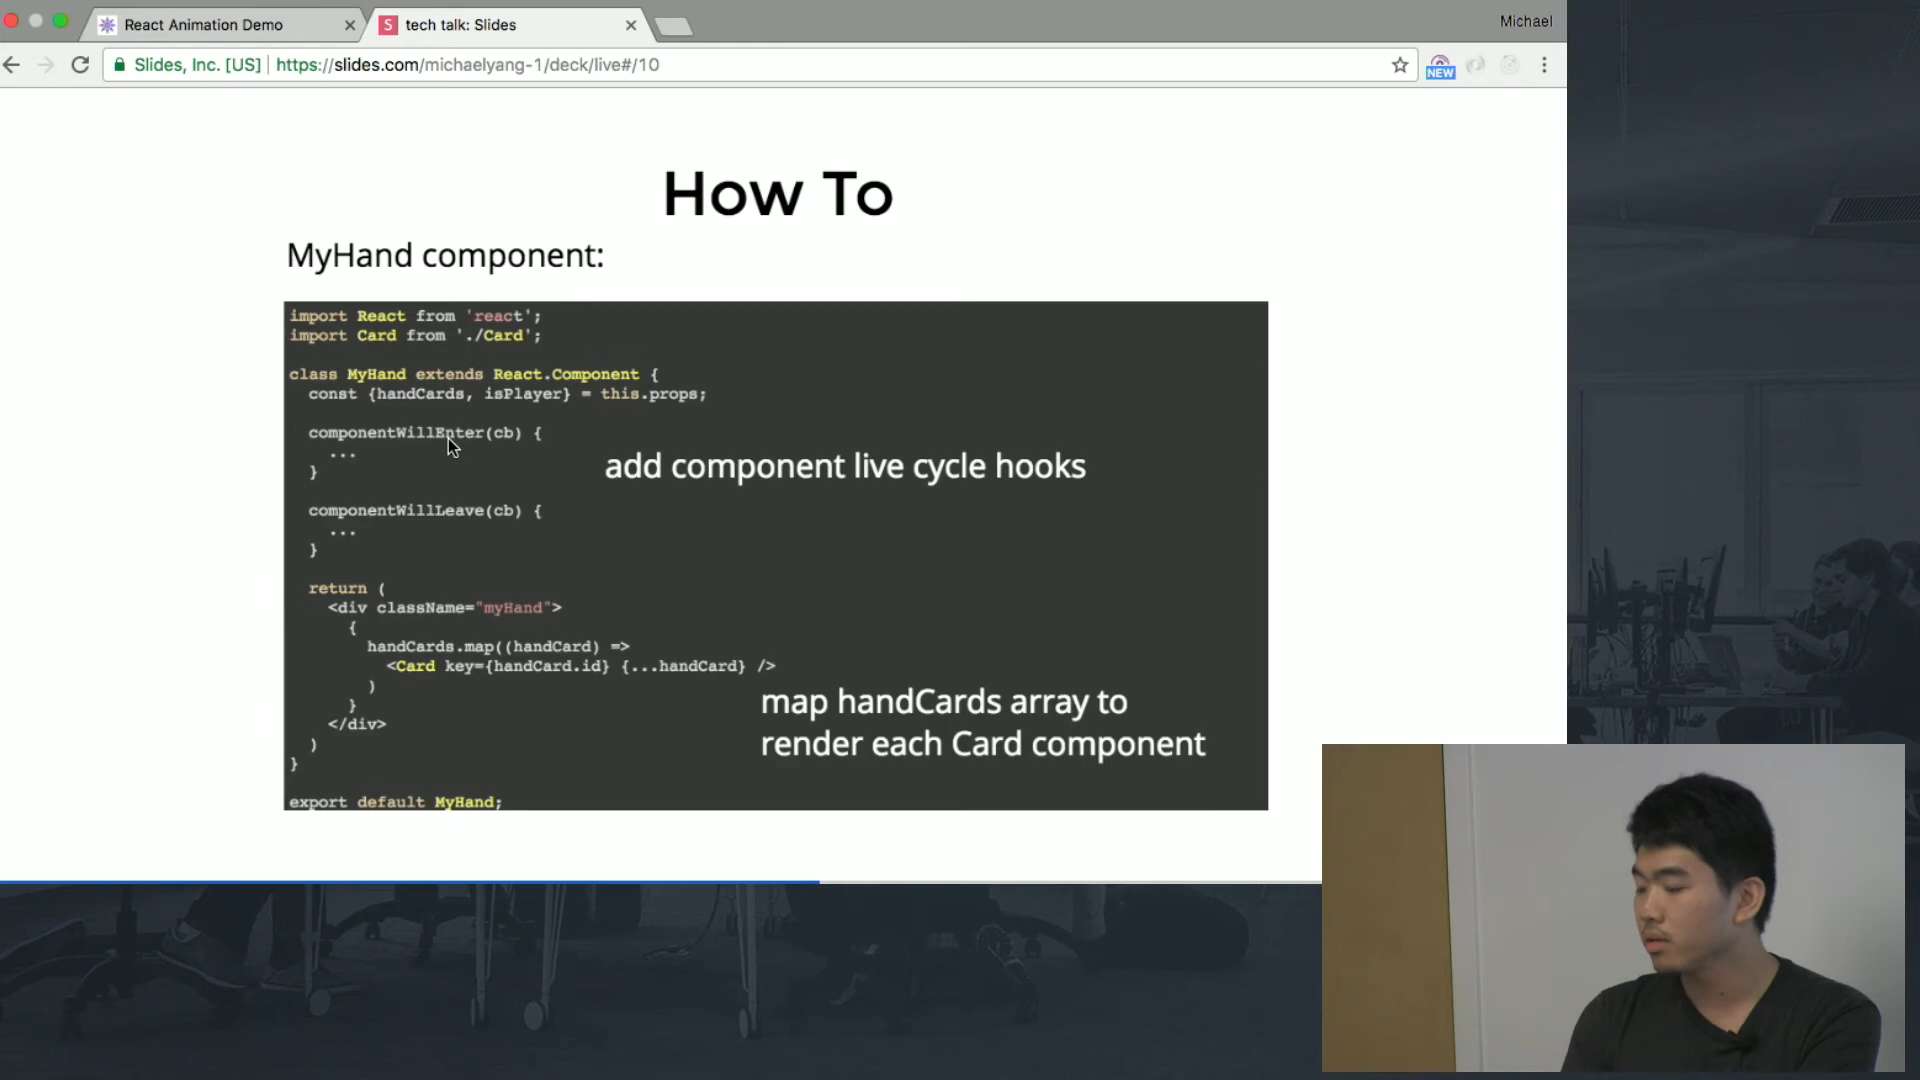 React Animation Demo
tech talk: Slides
Michael
Slides, Inc. [US] | https://slides.com/michaelyang-1/deck/live#/10
NEW
How To
MyHand component:
import React from 'react';
import Card from './Card';
class MyHand extends React.Component {
const {handCards, isPlayer} = this.props;
componentWillEnter(cb) {
...
}
add component live cycle hooks
componentWillLeave(cb) {
...
}
return (
<div className="myHand">
{
handCards.map((handCard) =>
<Card key={handCard.id} {...handCard} />
)
}
</div>
)
}
map handCards array to
render each Card component
export default MyHand;